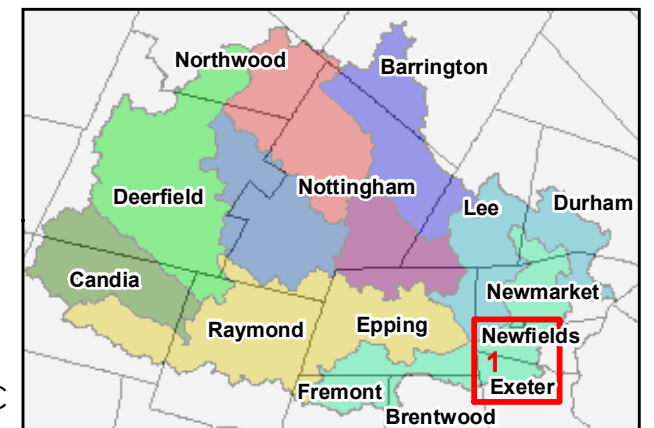 Northwood
Barrington
Nottingham
Deerfield
Lee
Durham
Candia
Newmarket
Raymond
Epping
Newfields
1
Exeter
Fremont
Brentwood
C